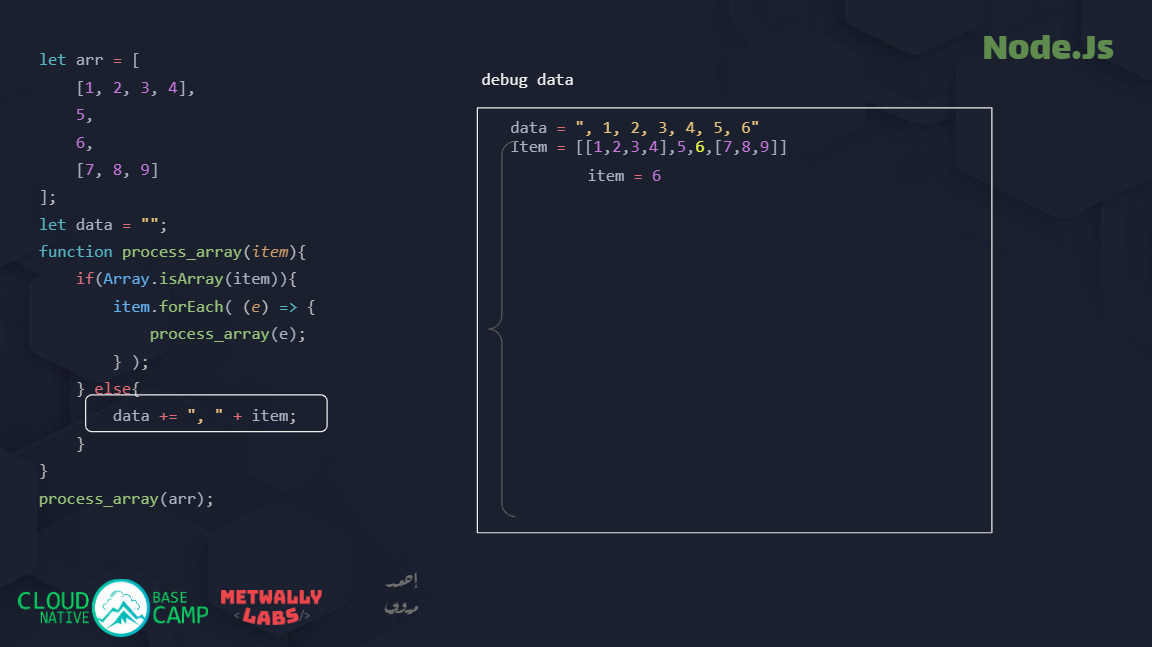 Node.Js
let arr = [
[1, 2, 3, 4],
5,
6,
[7, 8, 9]
];
let data = "";
function process_array(item){
if(Array.isArray(item)){
item.forEach( (e) => {
process_array(e);
} );
} else{
data += ", " + item;
}
}
process_array(arr);
debug data
data = ", 1, 2, 3, 4, 5, 6"
Item = [[1,2,3,4],5,6,[7,8,9]]
item = 6
CLOUD NATIVE BASE CAMP
METWALLY
<LABS/>